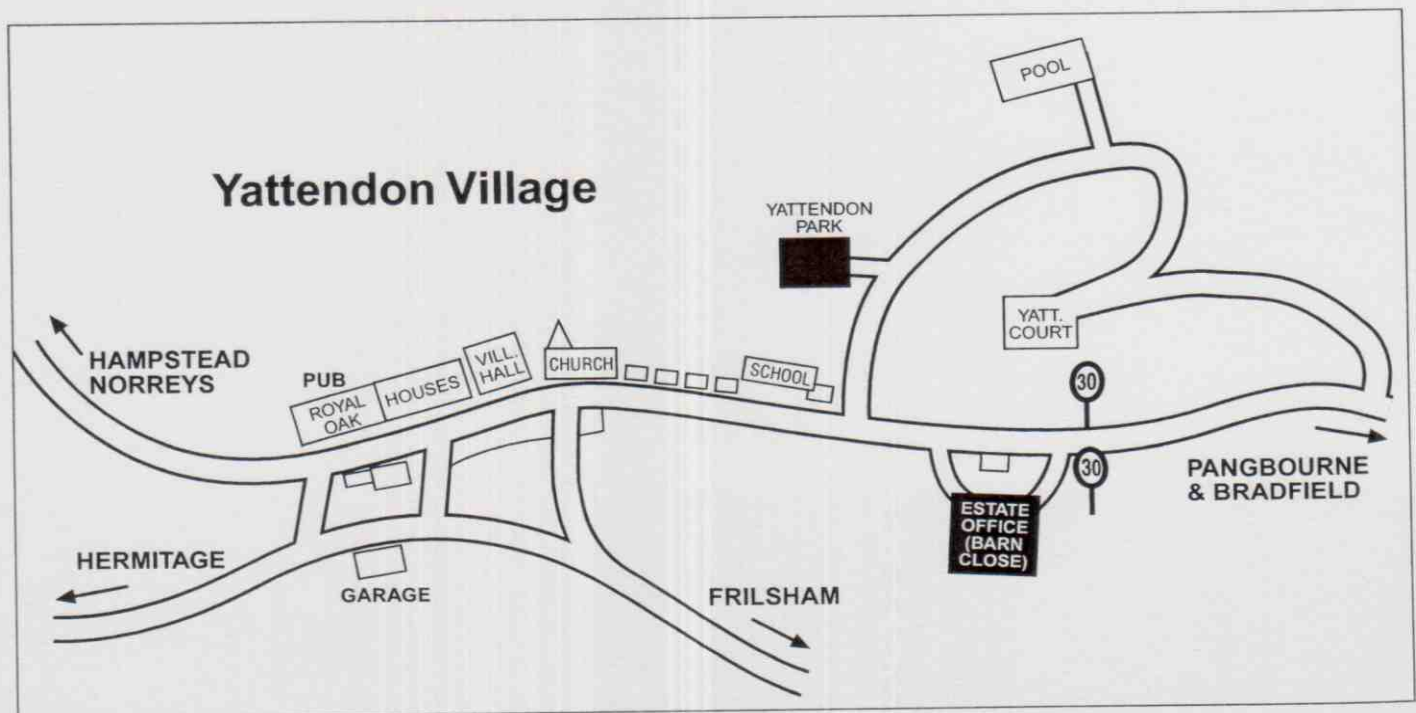 Yattendon Village
POOL
YATTENDON
PARK
YATT.
COURT
HAMPSTEAD
NORREYS
PUB
ROYAL
OAK
HOUSES
VILL.
HALL
CHURCH
SCHOOL
30
30
PANGBOURNE
& BRADFIELD
ESTATE
OFFICE
(BARN
CLOSE)
HERMITAGE
GARAGE
FRILSHAM